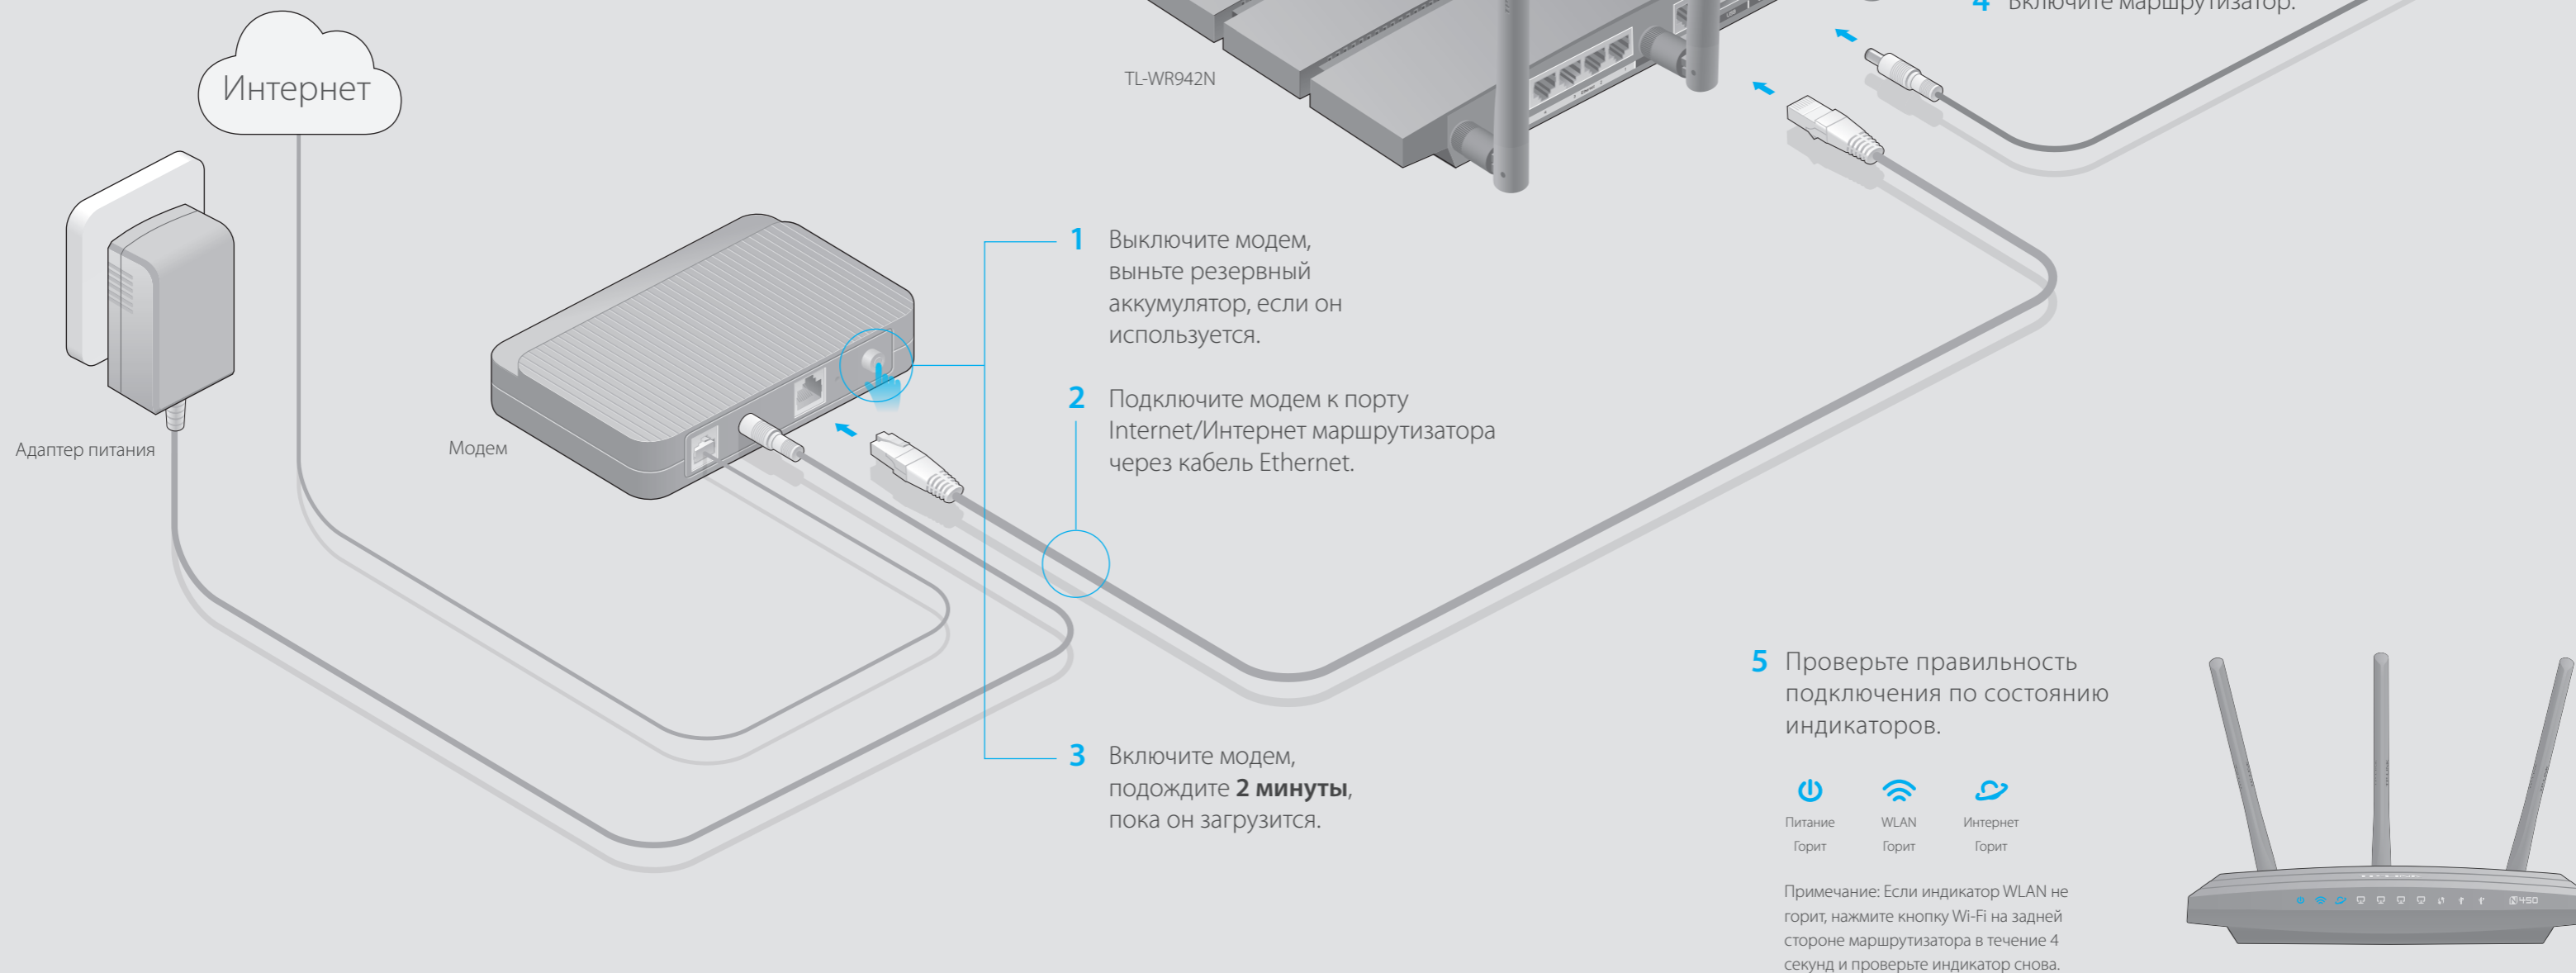 4 Включите маршрутизатор.
Интернет
TL-WR942N
Адаптер питания
Модем
1 Выключите модем,
выньте резервный
аккумулятор, если он
используется.
2 Подключите модем к порту
Internet/Интернет маршрутизатора
через кабель Ethernet.
3 Включите модем,
подождите 2 минуты,
пока он загрузится.
5 Проверьте правильность
подключения по состоянию
индикаторов.
Питание WLAN Интернет
Горит Горит Горит
Примечание: Если индикатор WLAN не
горит, нажмите кнопку Wi-Fi на задней
стороне маршрутизатора в течение 4
секунд и проверьте индикатор снова.
N450